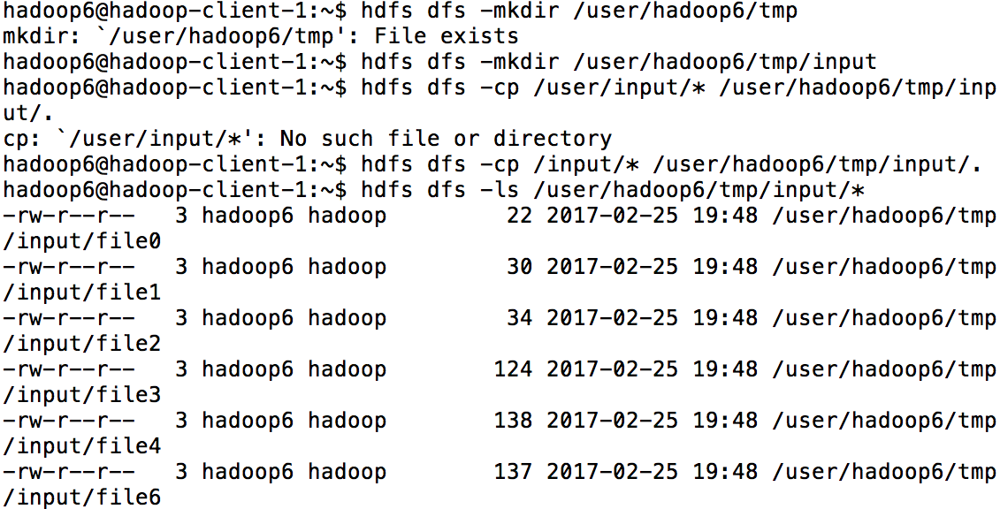 hadoop6@hadoop-client-1:~$ hdfs dfs -mkdir /user/hadoop6/tmp
mkdir: `/user/hadoop6/tmp': File exists
hadoop6@hadoop-client-1:~$ hdfs dfs -mkdir /user/hadoop6/tmp/input
hadoop6@hadoop-client-1:~$ hdfs dfs -cp /user/input/* /user/hadoop6/tmp/inp
ut/.
cp: `/user/input/*': No such file or directory
hadoop6@hadoop-client-1:~$ hdfs dfs -cp /input/* /user/hadoop6/tmp/input/.
hadoop6@hadoop-client-1:~$ hdfs dfs -ls /user/hadoop6/tmp/input/*
-rw-r--r--   3 hadoop6 hadoop         22 2017-02-25 19:48 /user/hadoop6/tmp
/input/file0
-rw-r--r--   3 hadoop6 hadoop         30 2017-02-25 19:48 /user/hadoop6/tmp
/input/file1
-rw-r--r--   3 hadoop6 hadoop         34 2017-02-25 19:48 /user/hadoop6/tmp
/input/file2
-rw-r--r--   3 hadoop6 hadoop        124 2017-02-25 19:48 /user/hadoop6/tmp
/input/file3
-rw-r--r--   3 hadoop6 hadoop        138 2017-02-25 19:48 /user/hadoop6/tmp
/input/file4
-rw-r--r--   3 hadoop6 hadoop        137 2017-02-25 19:48 /user/hadoop6/tmp
/input/file6